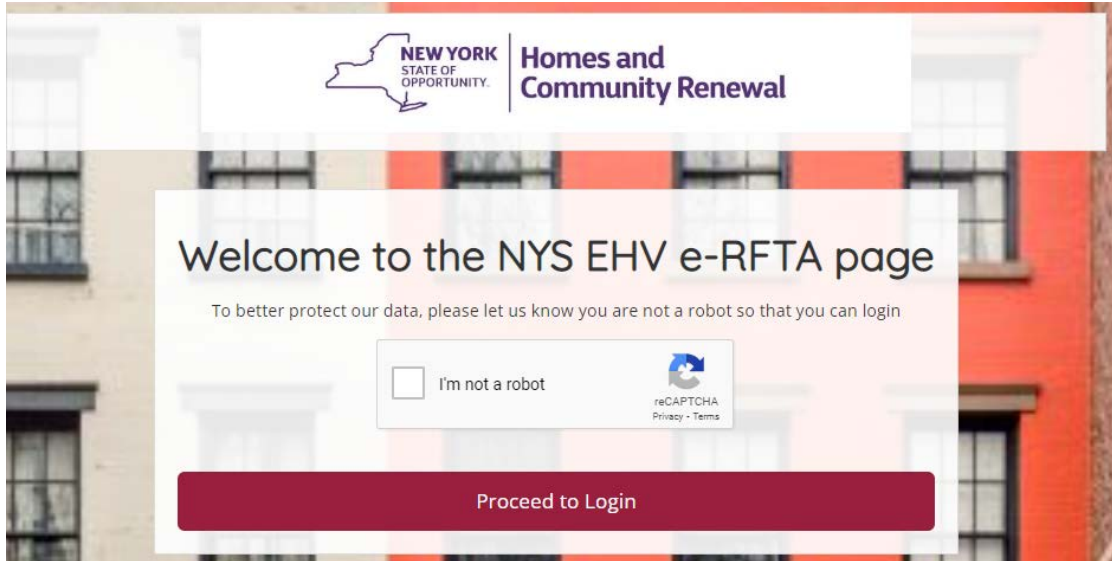 NEW YORK
STATE OF
OPPORTUNITY.
Homes and
Community Renewal
Welcome to the NYS EHV e-RFTA page
To better protect our data, please let us know you are not a robot so that you can login
I'm not a robot
reCAPTCHA
Privacy - Terms
Proceed to Login